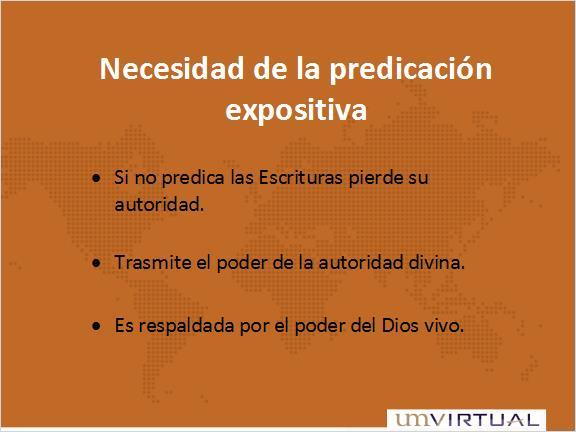 Necesidad de la predicación
expositiva
• Si no predica las Escrituras pierde su
autoridad.
• Trasmite el poder de la autoridad divina.
• Es respaldada por el poder del Dios vivo.
umVIRTUAL